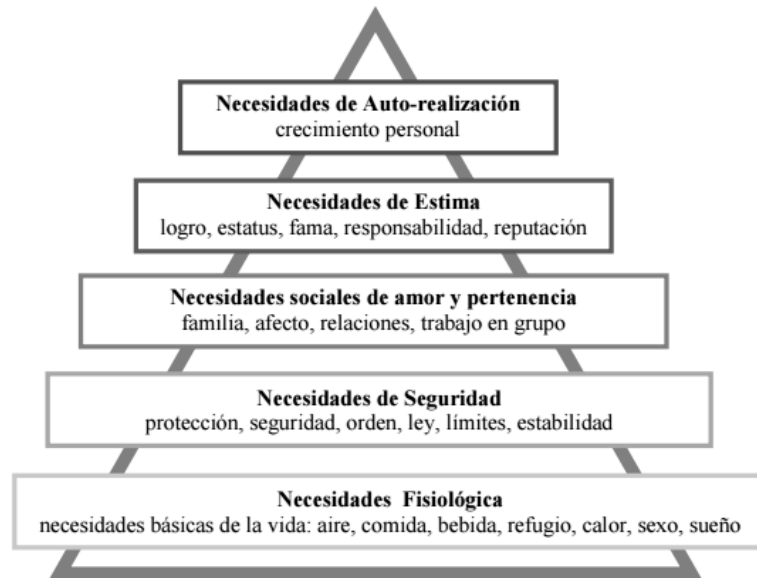 Necesidades de Auto-realización
crecimiento personal
Necesidades de Estima
logro, estatus, fama, responsabilidad, reputación
Necesidades sociales de amor y pertenencia
familia, afecto, relaciones, trabajo en grupo
Necesidades de Seguridad
protección, seguridad, orden, ley, límites, estabilidad
Necesidades Fisiológica
necesidades básicas de la vida: aire, comida, bebida, refugio, calor, sexo, sueño